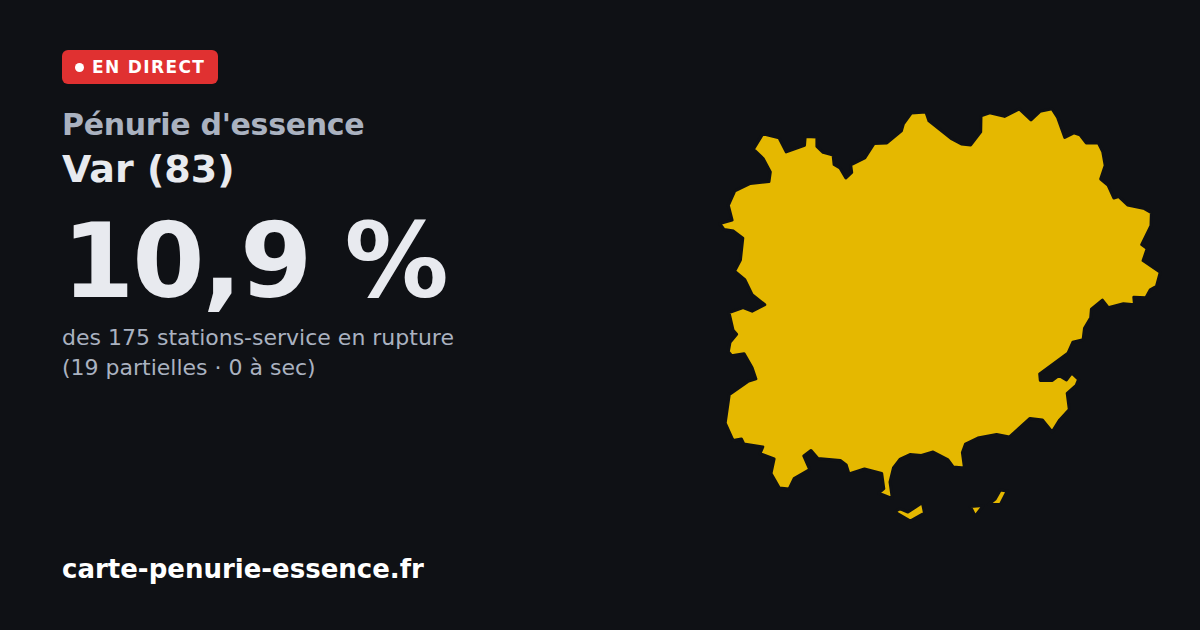 EN DIRECT
Pénurie d'essence
Var (83)
10,9 %
des 175 stations-service en rupture
(19 partielles · 0 à sec)
carte-penurie-essence.fr